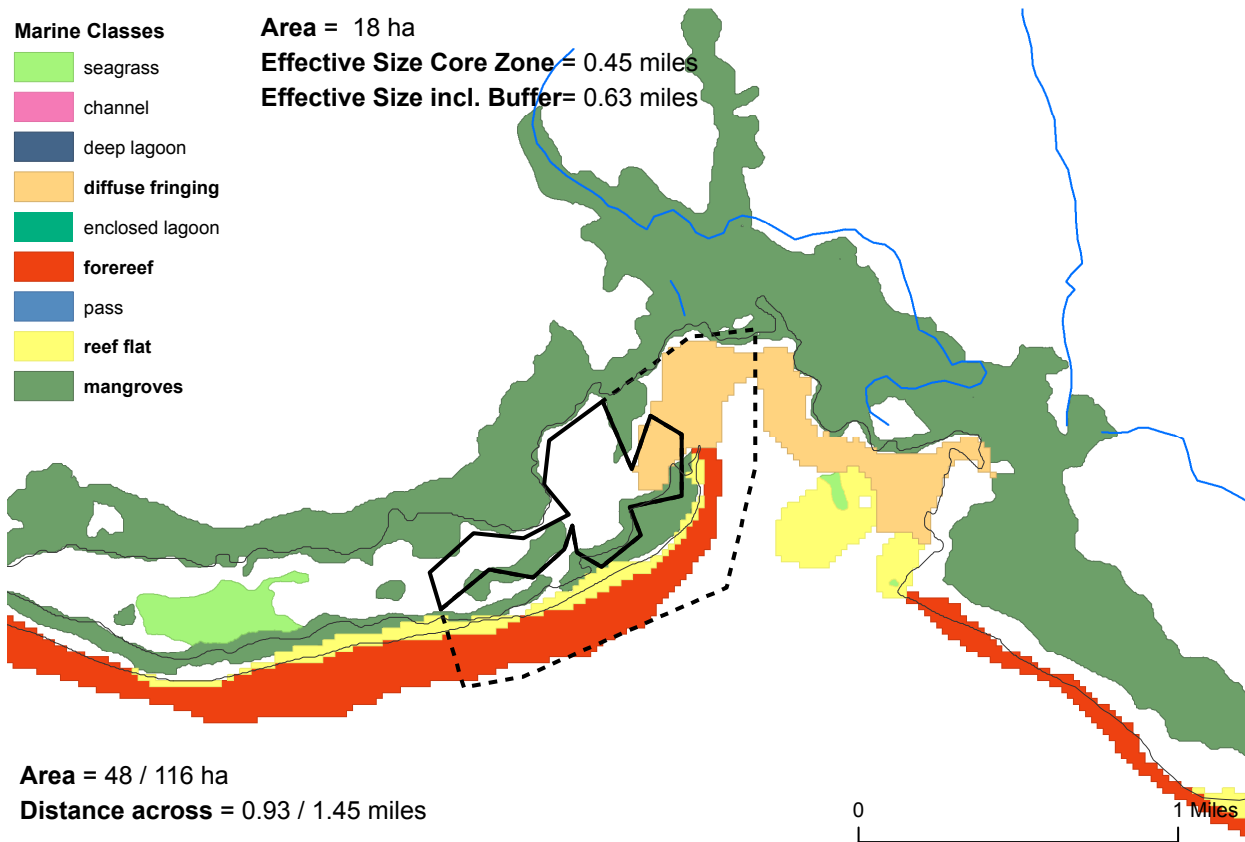 Marine Classes
seagrass
channel
deep lagoon
diffuse fringing
enclosed lagoon
forereef
pass
reef flat
mangroves
Area = 18 ha
Effective Size Core Zone = 0.45 miles
Effective Size incl. Buffer= 0.63 miles
Area = 48 / 116 ha
Distance across = 0.93 / 1.45 miles
0 1 Miles